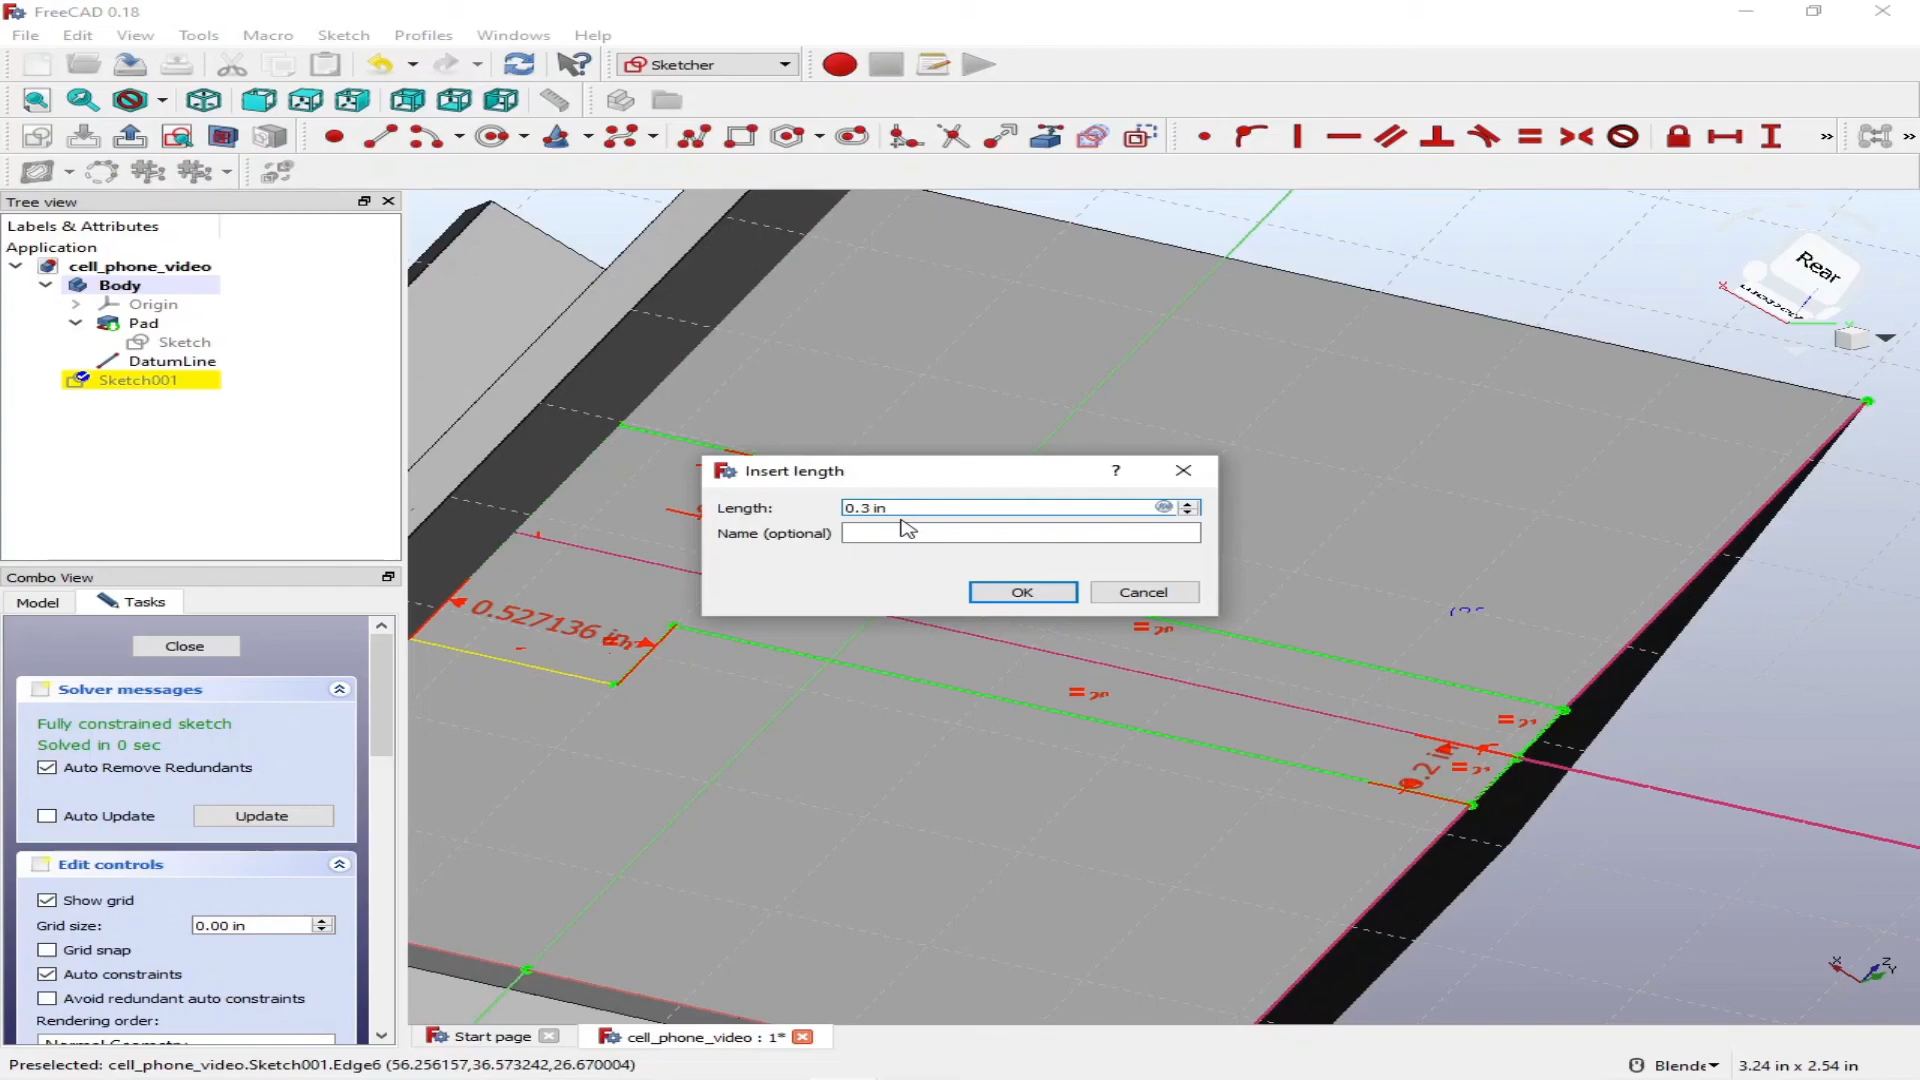 FreeCAD 0.18
File Edit View Tools Macro Sketch Profiles Windows Help
Sketcher
Tree view
Labels & Attributes
Application
cell_phone_video
Body
Origin
Pad
Sketch
DatumLine
Sketch001
Rear
Insert length
?
Length: 0.3 in
Name (optional)
OK Cancel
0.527136 in
0.2 in
Combo View
Model Tasks
Close
Solver messages
Fully constrained sketch
Solved in 0 sec
Auto Remove Redundants
Auto Update Update
Edit controls
Show grid
Grid size: 0.00 in
Grid snap
Auto constraints
Avoid redundant auto constraints
Rendering order:
Normal Geometry
X Z Y
Start page cell_phone_video : 1*
Preselected: cell_phone_video.Sketch001.Edge6 (56.256157,36.573242,26.670004)
3.24 in x 2.54 in